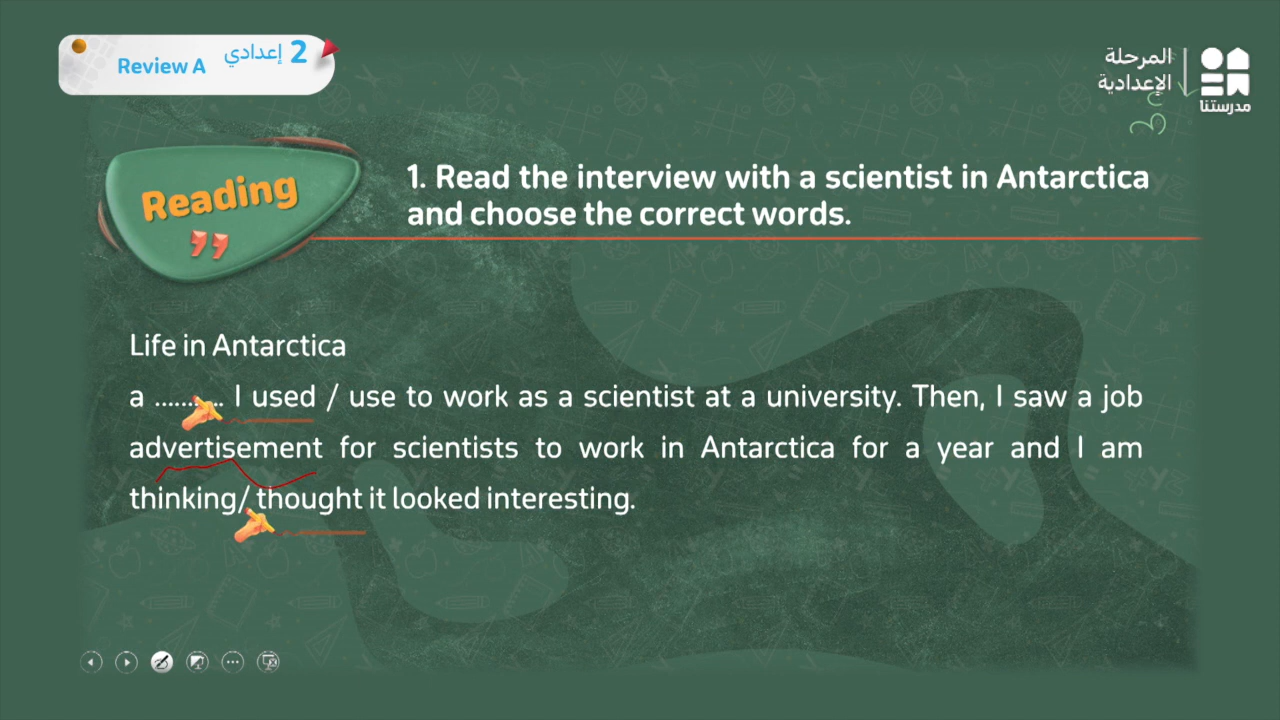 2 إعدادي
Review A
المرحلة
الإعدادية
مدرستنا
Reading
1. Read the interview with a scientist in Antarctica
and choose the correct words.
Life in Antarctica
a .......... I used / use to work as a scientist at a university. Then, I saw a job
advertisement for scientists to work in Antarctica for a year and I am
thinking/ thought it looked interesting.